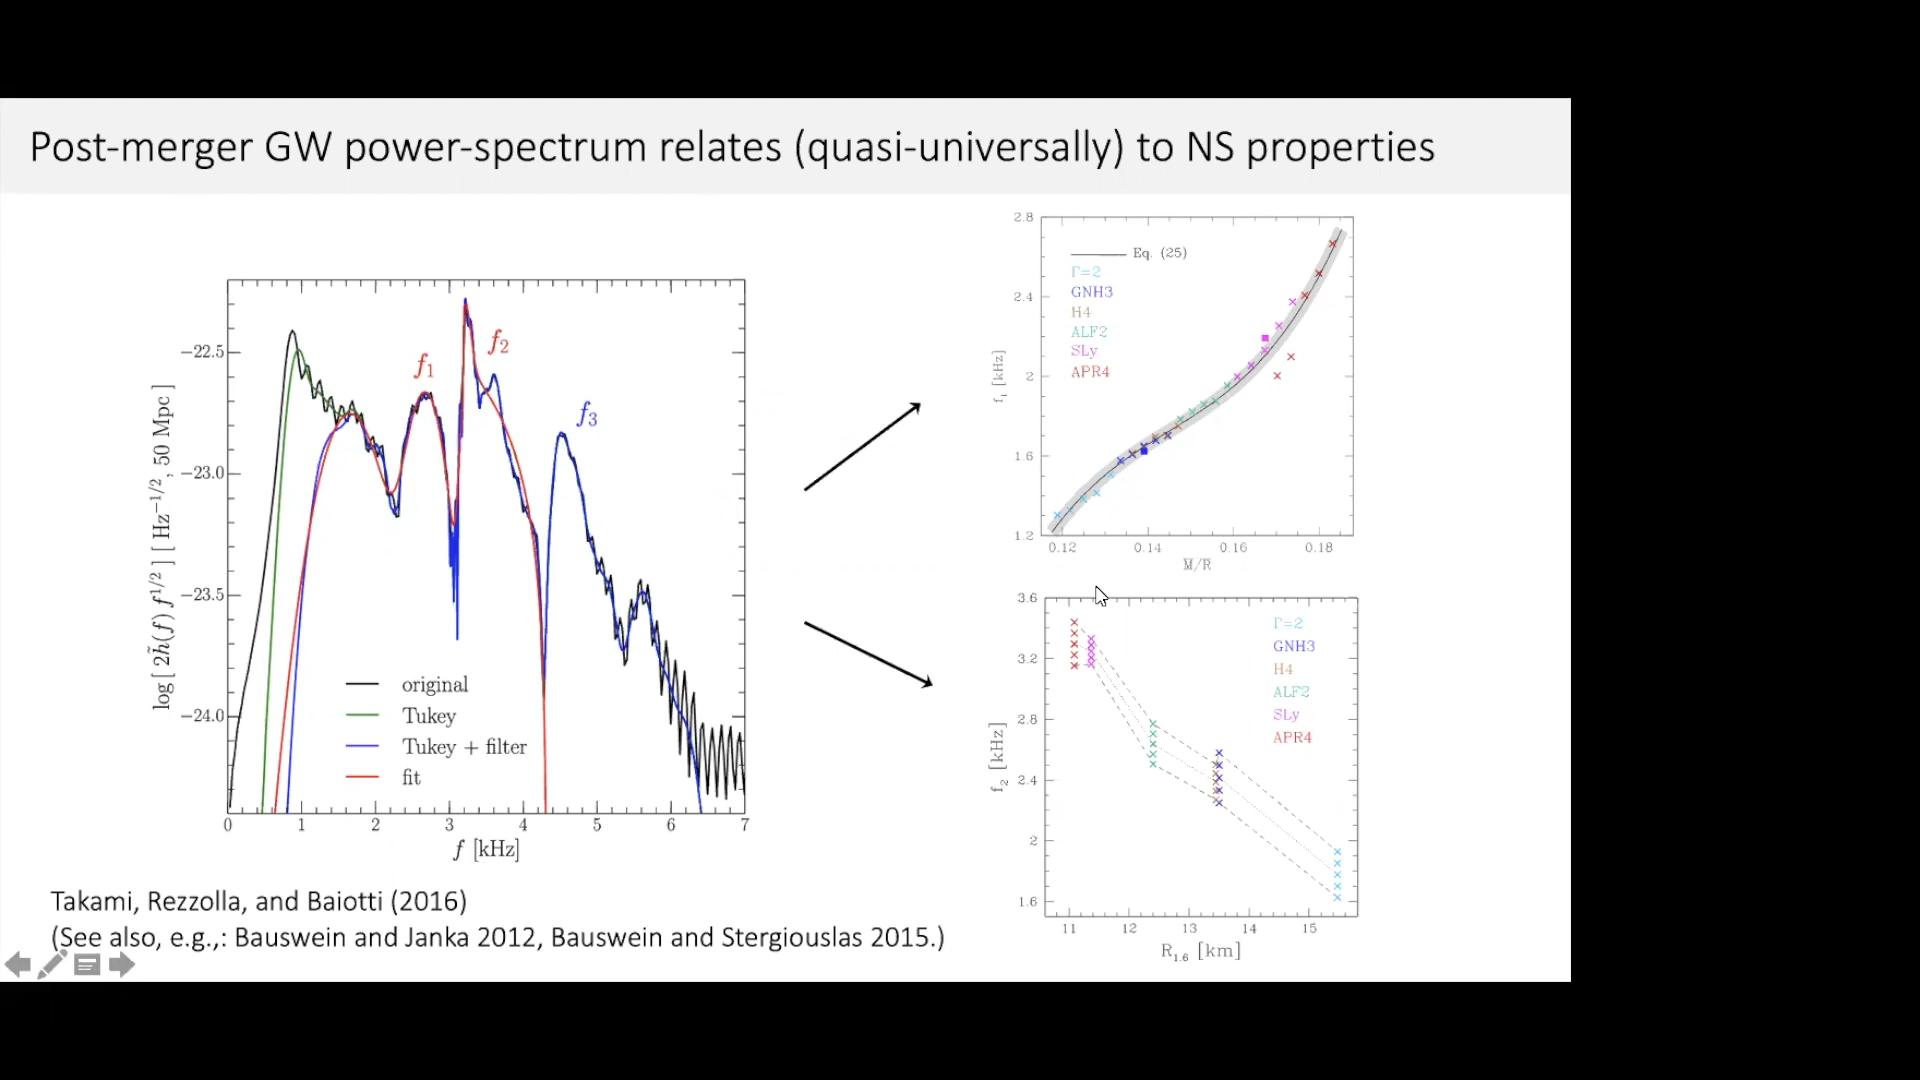 Post-merger GW power-spectrum relates (quasi-universally) to NS properties
log [ 2h̃(f) f^{1/2} ] [ Hz^{−1/2}, 50 Mpc ]
−22.5
−23.0
−23.5
−24.0
f₁
f₂
f₃
original
Tukey
Tukey + filter
fit
0 1 2 3 4 5 6 7
f [kHz]
f₁ [kHz]
2.8
2.4
2
1.6
1.2
Eq. (25)
Γ=2
GNH3
H4
ALF2
SLy
APR4
0.12 0.14 0.16 0.18
M̄/R̄
f₂ [kHz]
3.6
3.2
2.8
2.4
2
1.6
Γ=2
GNH3
H4
ALF2
SLy
APR4
11 12 13 14 15
R₁.₆ [km]
Takami, Rezzolla, and Baiotti (2016)
(See also, e.g.,: Bauswein and Janka 2012, Bauswein and Stergiouslas 2015.)